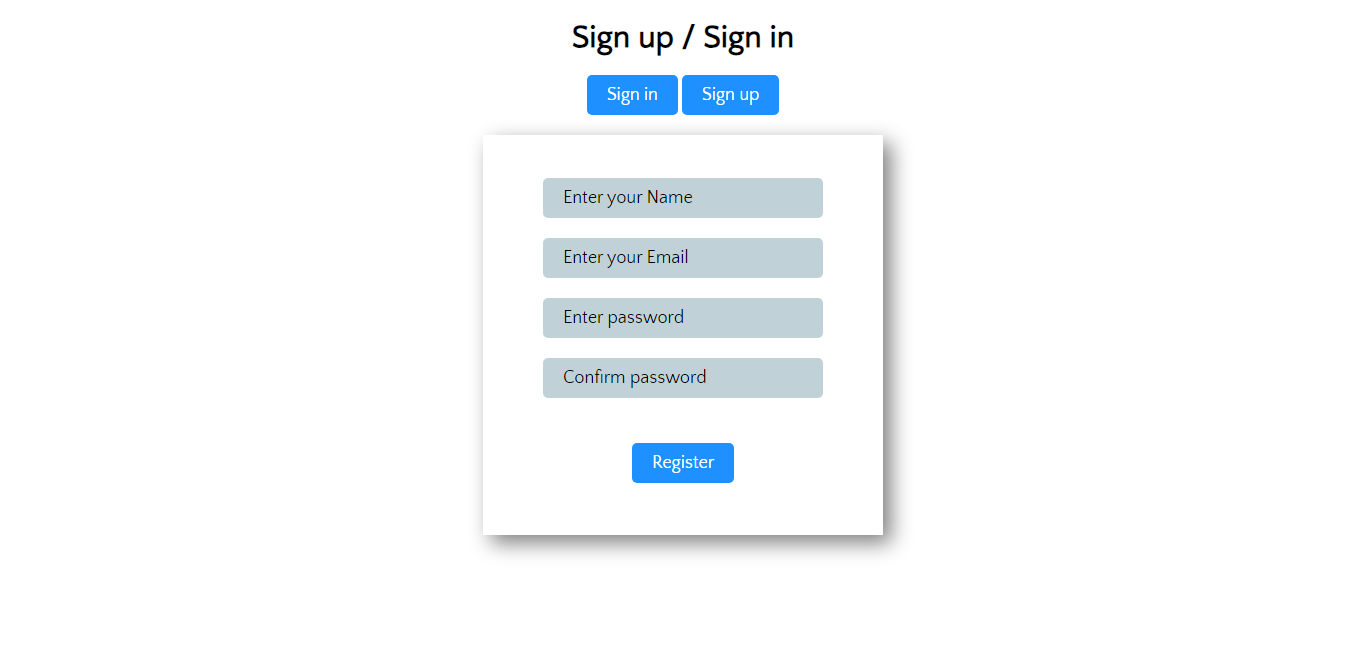 Sign up / Sign in
Sign in Sign up
Enter your Name
Enter your Email
Enter password
Confirm password
Register